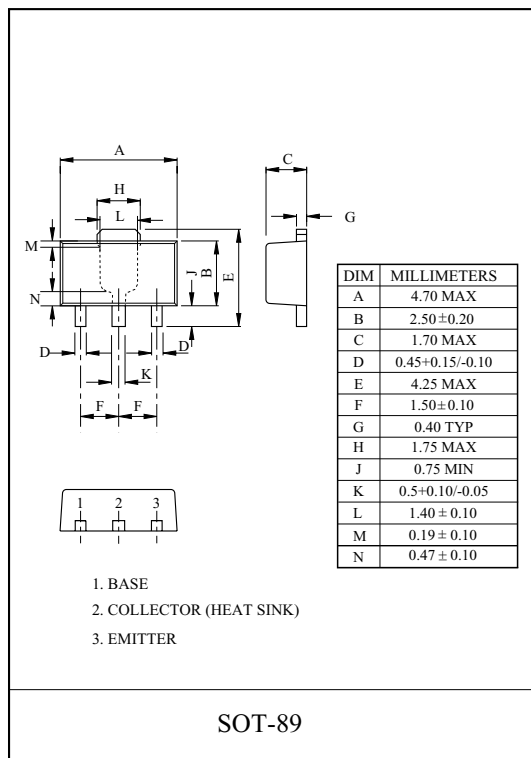 A
H
C
L
G
M
J
B
E
N
D
D
K
F
F
DIM MILLIMETERS
A 4.70 MAX
B 2.50±0.20
C 1.70 MAX
D 0.45+0.15/-0.10
E 4.25 MAX
F 1.50±0.10
G 0.40 TYP
H 1.75 MAX
J 0.75 MIN
K 0.5+0.10/-0.05
L 1.40 ± 0.10
M 0.19 ± 0.10
N 0.47 ± 0.10
1 2 3
1. BASE
2. COLLECTOR (HEAT SINK)
3. EMITTER
SOT-89